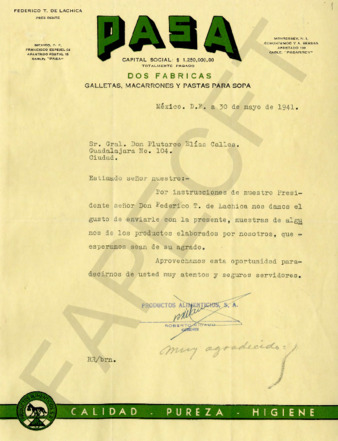 FEDERICO T. DE LACHICA
PRESIDENTE
PASA
MEXICO, D. F.
CAPITAL SOCIAL: $ 1.250,000.00
TOTALMENTE PAGADO
DOS FABRICAS
GALLETAS, MACARRONES Y PASTAS PARA SOPA
MONTERREY, N. L.
México. D.F. a 30 de mayo de 1941.
Sr. Gral. Don Plutarco Elías Calles.
Guadalajara No. 104.
Ciudad.
Estimado señor nuestro:-
Por instrucciones de nuestro Presi-
dente señor Don Federico T. de Lachica nos damos el
gusto de enviarle con la presente, muestras de algu
nos de los productos elaborados por nosotros, que -
esperamos sean de su agrado.
Aprovechamos esta oportunidad para-
decirnos de usted muy atentos y seguros servidores.
PRODUCTOS ALIMENTICIOS, S. A.
ROBERTO
muy agradecido
/brn.
CALIDAD - PUREZA - HIGIENE